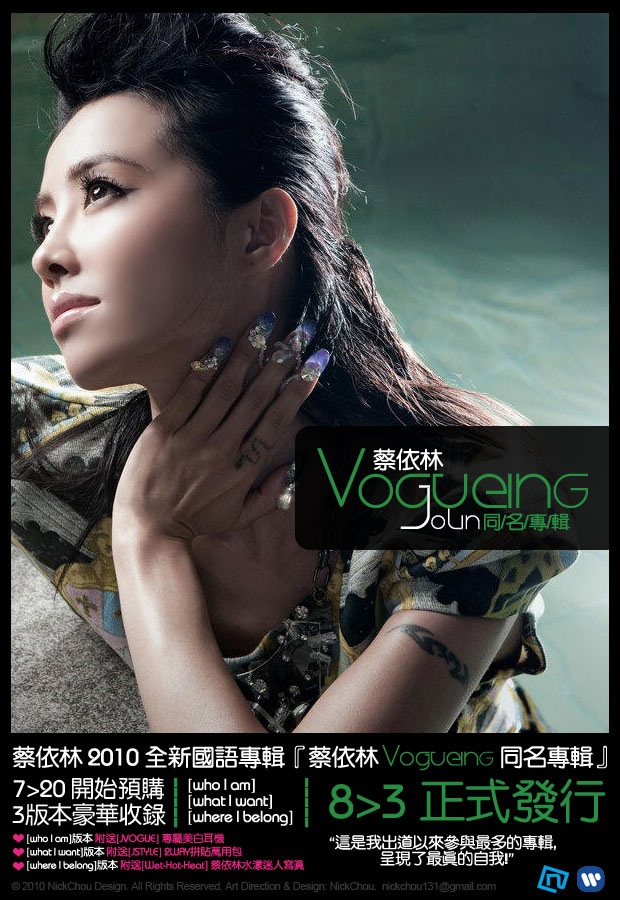 蔡依林
Vogueing
Jolin同/名/專/輯
蔡依林 2010 全新國語專輯『蔡依林 Vogueing 同名專輯』
7>20 開始預購
3版本豪華收錄
[who I am]
[what I want]
[where I belong]
8>3 正式發行
[who I am]版本 附送[J.VOGUE] 專屬美白耳機
[what I want]版本 附送[J.STYLE] 2WAY拼貼萬用包
[where I belong]版本 附送[Wet-Hot-Heat] 蔡依林水漾迷人寫真
“這是我出道以來參與最多的專輯,
呈現了最真的自我!”
© 2010 NickChou Design. All Rights Reserved. Art Direction & Design: NickChou. nickchou131@gmail.com